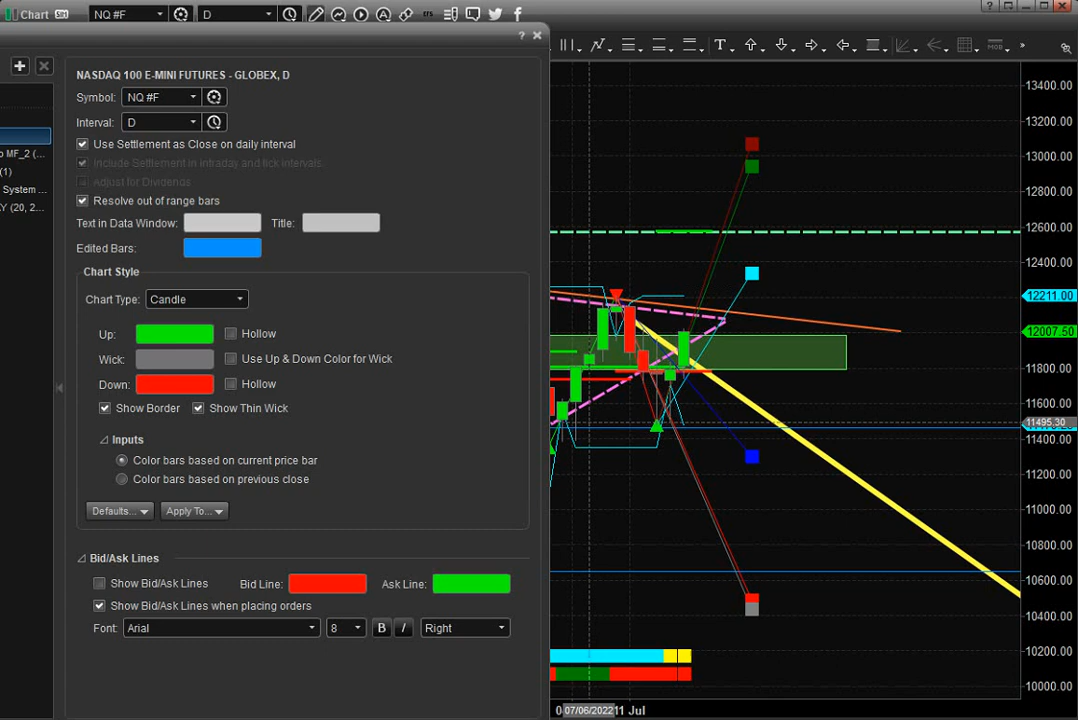 Chart
NQ #F
D
NASDAQ 100 E-MINI FUTURES - GLOBEX, D
Symbol: NQ #F
Interval: D
Use Settlement as Close on daily interval
Include Settlement in intraday and tick intervals
Adjust for Dividends
Resolve out of range bars
Text in Data Window: Title:
Edited Bars:
Chart Style
Chart Type: Candle
Up: Hollow
Wick: Use Up & Down Color for Wick
Down: Hollow
Show Border Show Thin Wick
Inputs
Color bars based on current price bar
Color bars based on previous close
Defaults... Apply To...
Bid/Ask Lines
Show Bid/Ask Lines Bid Line: Ask Line:
Show Bid/Ask Lines when placing orders
Font: Arial 8 B I Right
MF_2 (...
(1)
System ...
(20, 2...
T
MOB
»
13400.00
13200.00
13000.00
12800.00
12600.00
12400.00
12211.00
12007.50
11800.00
11600.00
11495.30
11400.00
11200.00
11000.00
10800.00
10600.00
10400.00
10200.00
10000.00
07/06/2022 11 Jul